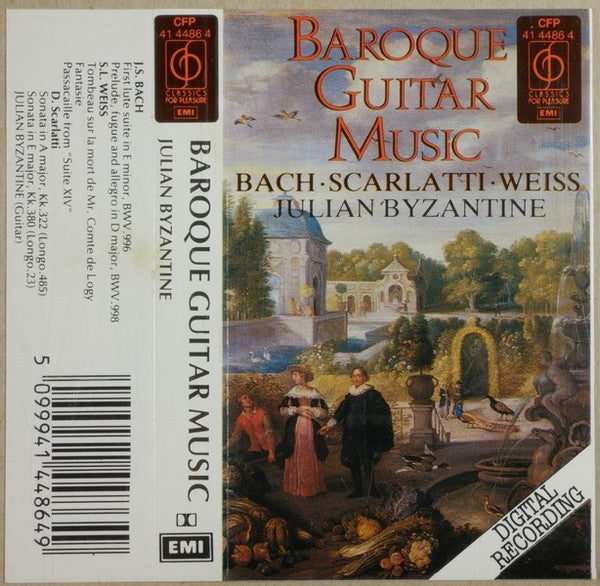 CFP
41 4486 4
CLASSICS
FOR PLEASURE
EMI
J.S. BACH
First lute suite in E minor, BWV.996
Prelude, fugue and allegro in D major, BWV.998
S.L. WEISS
Tombeau sur la mort de Mr. Comte de Logy
Fantasie
Passacaille from "Suite XIV"
D. Scarlatti
Sonata in A major, Kk.322 (Longo.485)
Sonata in E major, Kk.380 (Longo.23)
JULIAN BYZANTINE (Guitar)
5 099941 448649
BAROQUE GUITAR MUSIC
JULIAN BYZANTINE
EMI
CFP
41 4486 4
CLASSICS
FOR PLEASURE
EMI
BAROQUE
GUITAR
MUSIC
BACH·SCARLATTI·WEISS
JULIAN BYZANTINE
DIGITAL
RECORDING